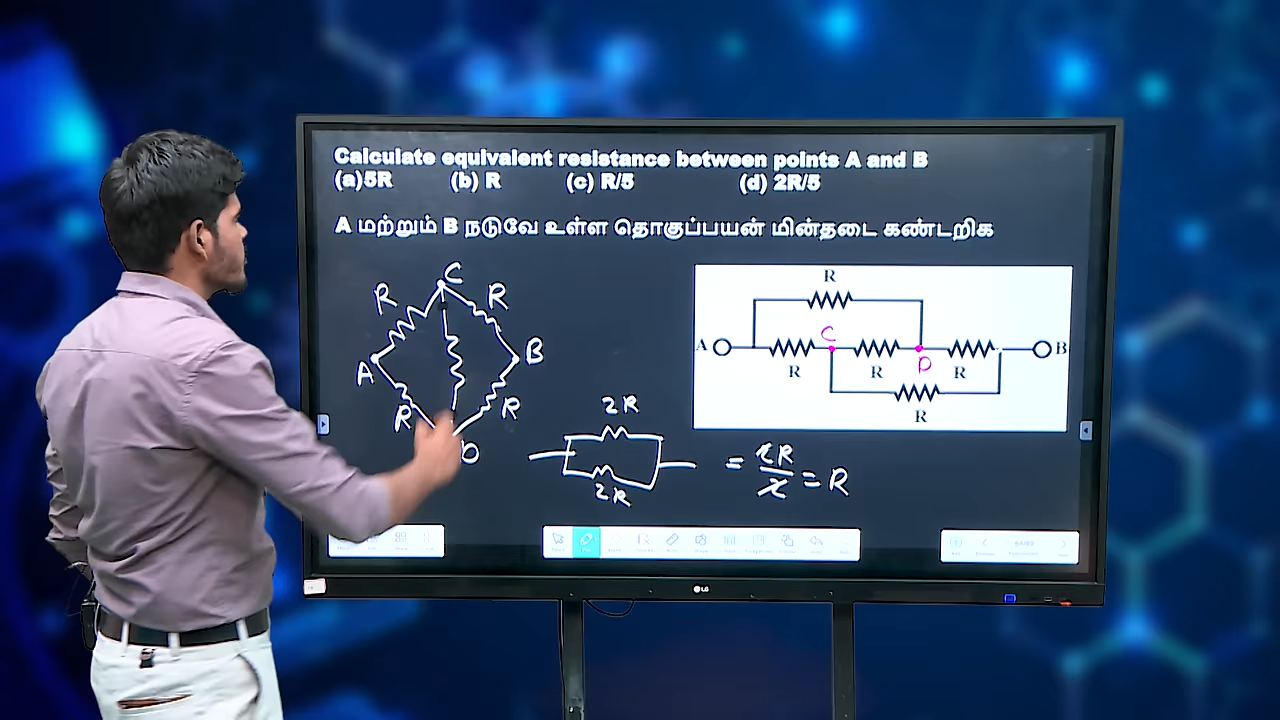 Calculate equivalent resistance between points A and B
(a)5R (b) R (c) R/5 (d) 2R/5
A மற்றும் B நடுவே உள்ள தொகுப்பயன் மின்தடை கண்டறிக
C
R R
A B
R R
D
2R
2R
= 2R/2 = R
R
A C D B
R R R
R
LG